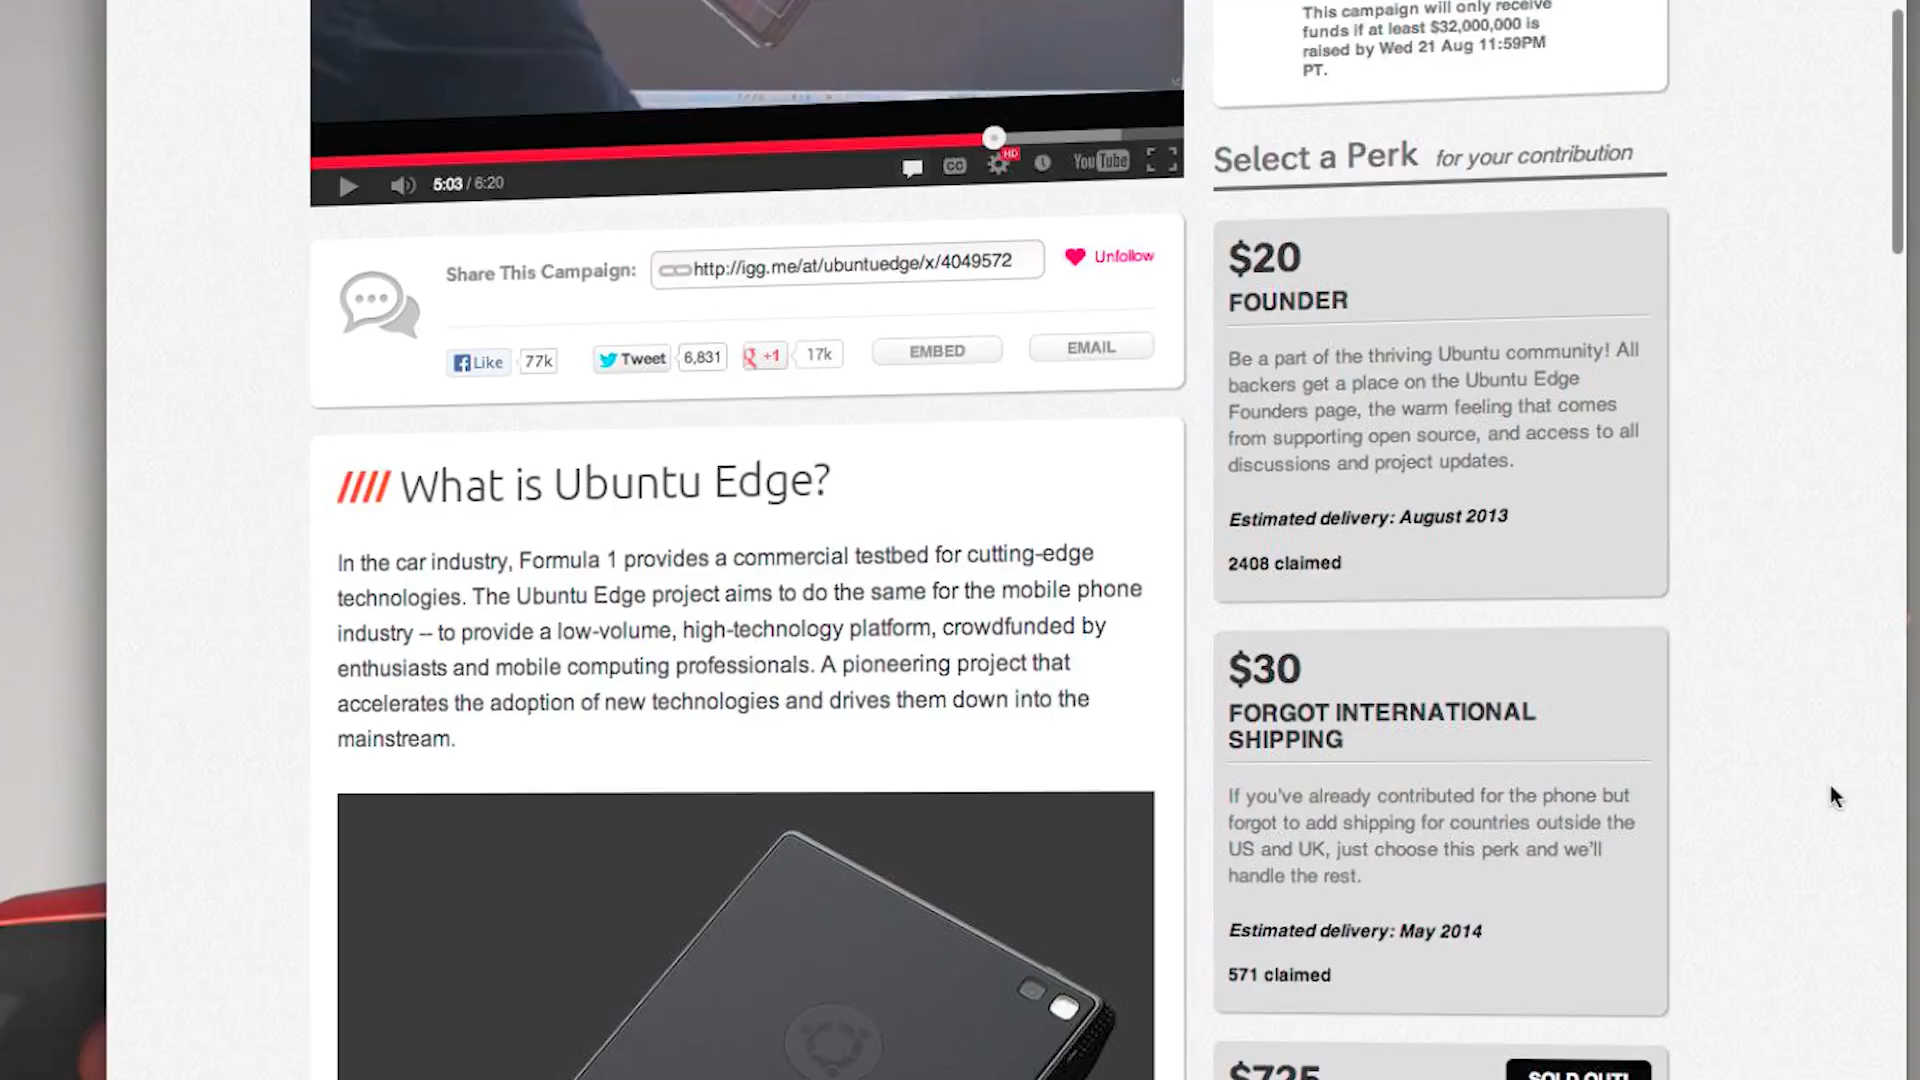 This campaign will only receive
funds if at least $32,000,000 is
raised by Wed 21 Aug 11:59PM
PT.
HD
CC
YouTube
5:03 / 6:20
Select a Perk for your contribution
Share This Campaign:
http://igg.me/at/ubuntuedge/x/4049572
Unfollow
Like
77k
Tweet
6,831
+1
17k
EMBED
EMAIL
What is Ubuntu Edge?
In the car industry, Formula 1 provides a commercial testbed for cutting-edge
technologies. The Ubuntu Edge project aims to do the same for the mobile phone
industry – to provide a low-volume, high-technology platform, crowdfunded by
enthusiasts and mobile computing professionals. A pioneering project that
accelerates the adoption of new technologies and drives them down into the
mainstream.
$20
FOUNDER
Be a part of the thriving Ubuntu community! All
backers get a place on the Ubuntu Edge
Founders page, the warm feeling that comes
from supporting open source, and access to all
discussions and project updates.
Estimated delivery: August 2013
2408 claimed
$30
FORGOT INTERNATIONAL
SHIPPING
If you've already contributed for the phone but
forgot to add shipping for countries outside the
US and UK, just choose this perk and we'll
handle the rest.
Estimated delivery: May 2014
571 claimed
$725
SOLD OUT!